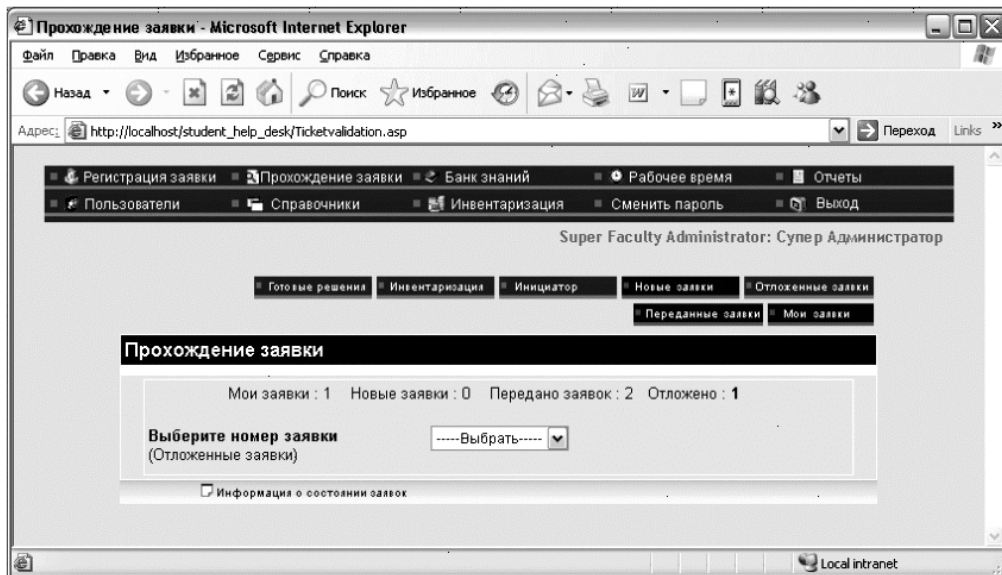 Прохождение заявки - Microsoft Internet Explorer
Файл Правка Вид Избранное Сервис Справка
Назад Поиск Избранное
Адрес: http://localhost/student_help_desk/Ticketvalidation.asp Переход Links »
Регистрация заявки Прохождение заявки Банк знаний Рабочее время Отчеты
Пользователи Справочники Инвентаризация Сменить пароль Выход
Super Faculty Administrator: Супер Администратор
Готовые решения Инвентаризация Инициатор Новые заявки Отложенные заявки
Переданные заявки Мои заявки
Прохождение заявки
Мои заявки : 1 Новые заявки : 0 Передано заявок : 2 Отложено : 1
Выберите номер заявки -----Выбрать-----
(Отложенные заявки)
Информация о состоянии заявок
Local intranet